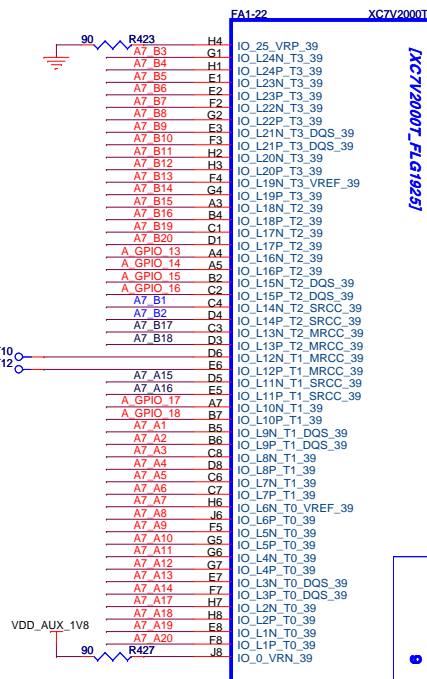 FA1-22 XC7V2000T
[XC7V2000T_FLG1925]
90 R423 H4 IO_25_VRP_39
A7_B3 G1 IO_L24N_T3_39
A7_B4 H1 IO_L24P_T3_39
A7_B5 E1 IO_L23N_T3_39
A7_B6 E2 IO_L23P_T3_39
A7_B7 F2 IO_L22N_T3_39
A7_B8 G2 IO_L22P_T3_39
A7_B9 E3 IO_L21N_T3_DQS_39
A7_B10 F3 IO_L21P_T3_DQS_39
A7_B11 H2 IO_L20N_T3_39
A7_B12 H3 IO_L20P_T3_39
A7_B13 F4 IO_L19N_T3_VREF_39
A7_B14 G4 IO_L19P_T3_39
A7_B15 A3 IO_L18N_T2_39
A7_B16 B4 IO_L18P_T2_39
A7_B19 C1 IO_L17N_T2_39
A7_B20 D1 IO_L17P_T2_39
A_GPIO_13 A4 IO_L16N_T2_39
A_GPIO_14 A5 IO_L16P_T2_39
A_GPIO_15 B2 IO_L15N_T2_DQS_39
A_GPIO_16 C2 IO_L15P_T2_DQS_39
A7_B1 C4 IO_L14N_T2_SRCC_39
A7_B2 D4 IO_L14P_T2_SRCC_39
A7_B17 C3 IO_L13N_T2_MRCC_39
A7_B18 D3 IO_L13P_T2_MRCC_39
10 D6 IO_L12N_T1_MRCC_39
12 E6 IO_L12P_T1_MRCC_39
A7_A15 D5 IO_L11N_T1_SRCC_39
A7_A16 E5 IO_L11P_T1_SRCC_39
A_GPIO_17 A7 IO_L10N_T1_39
A_GPIO_18 B7 IO_L10P_T1_39
A7_A1 B5 IO_L9N_T1_DQS_39
A7_A2 B6 IO_L9P_T1_DQS_39
A7_A3 C8 IO_L8N_T1_39
A7_A4 D8 IO_L8P_T1_39
A7_A5 C6 IO_L7N_T1_39
A7_A6 C7 IO_L7P_T1_39
A7_A7 H6 IO_L6N_T0_VREF_39
A7_A8 J6 IO_L6P_T0_39
A7_A9 F5 IO_L5N_T0_39
A7_A10 G5 IO_L5P_T0_39
A7_A11 G6 IO_L4N_T0_39
A7_A12 G7 IO_L4P_T0_39
A7_A13 E7 IO_L3N_T0_DQS_39
A7_A14 F7 IO_L3P_T0_DQS_39
A7_A17 H7 IO_L2N_T0_39
A7_A18 H8 IO_L2P_T0_39
VDD_AUX_1V8 A7_A19 E8 IO_L1N_T0_39
A7_A20 F8 IO_L1P_T0_39
90 R427 J8 IO_0_VRN_39